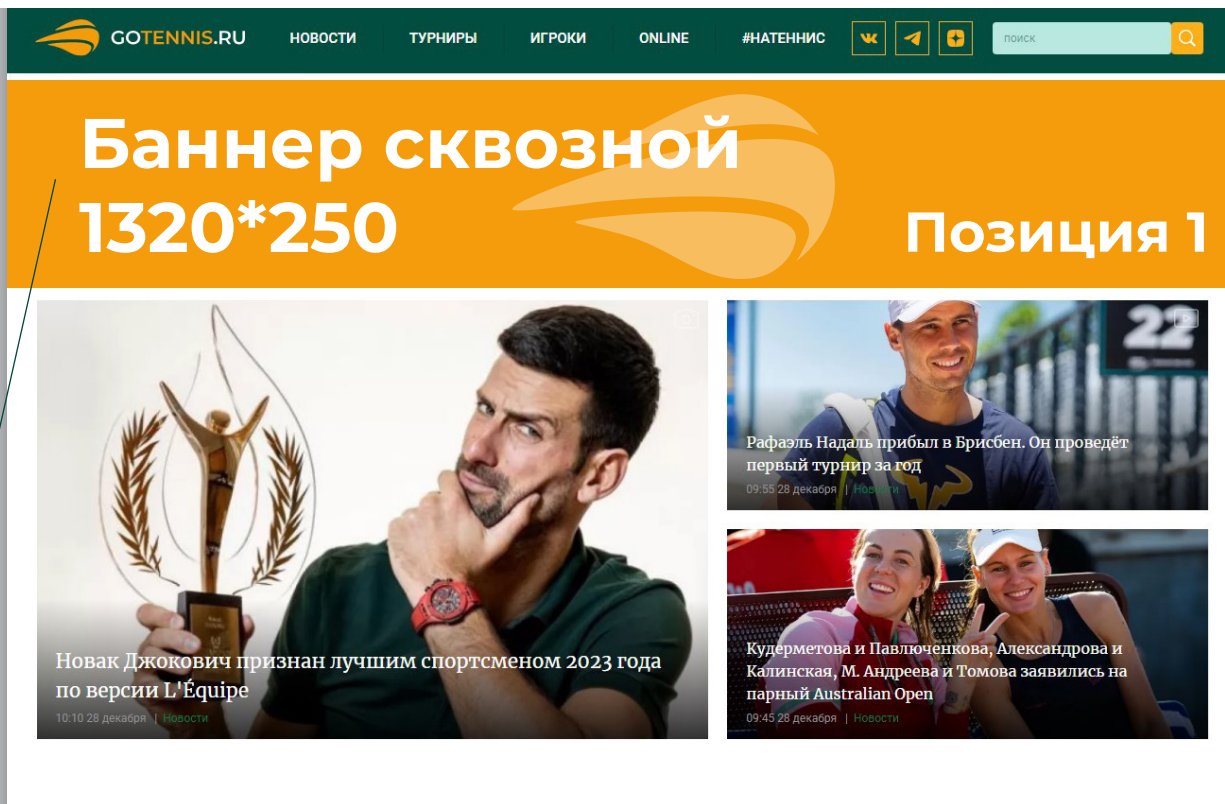 GOTENNIS.RU
НОВОСТИ
ТУРНИРЫ
ИГРОКИ
ONLINE
#НАТЕННИС
поиск
Баннер сквозной
1320*250
Позиция 1
Новак Джокович признан лучшим спортсменом 2023 года
по версии L'Équipe
10:10 28 декабря | Новости
22
Рафаэль Надаль прибыл в Брисбен. Он проведёт
первый турнир за год
09:55 28 декабря | Новости
Кудерметова и Павлюченкова, Александрова и
Калинская, М. Андреева и Томова заявились на
парный Australian Open
09:45 28 декабря | Новости